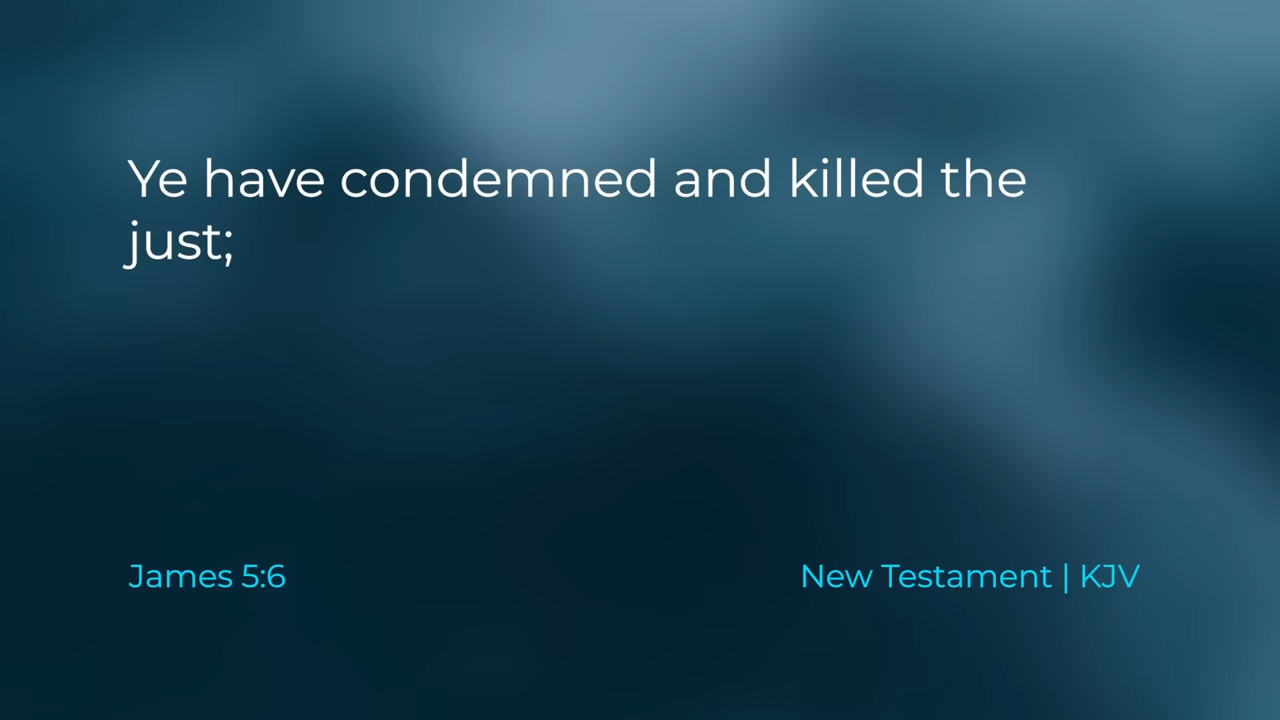 Ye have condemned and killed the
just;
James 5:6
New Testament | KJV